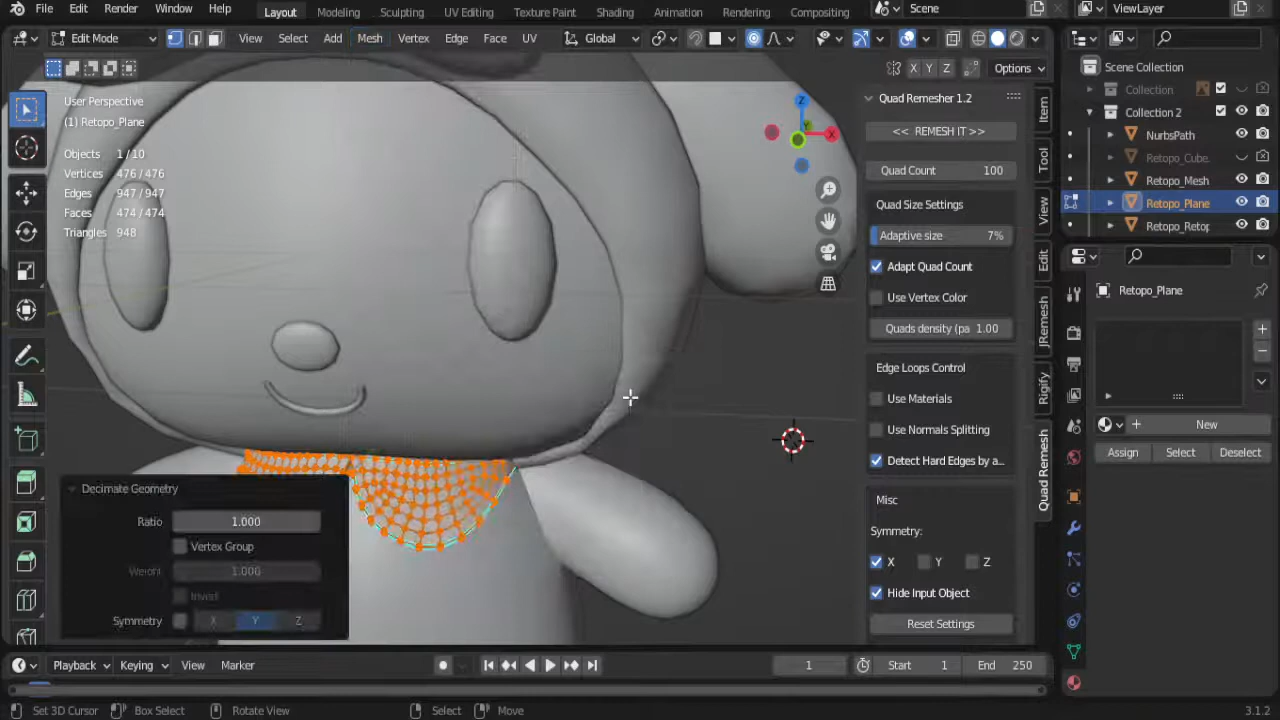 File Edit Render Window Help Layout Modeling Sculpting UV Editing Texture Paint Shading Animation Rendering Compositing Scene ViewLayer
Edit Mode View Select Add Mesh Vertex Edge Face UV Global
X Y Z Options
User Perspective
(1) Retopo_Plane
Objects 1/10
Vertices 476/476
Edges 947/947
Faces 474/474
Triangles 948
Z
X
Y
Quad Remesher 1.2
<< REMESH IT >>
Quad Count 100
Quad Size Settings
Adaptive size 7%
Adapt Quad Count
Use Vertex Color
Quads density (pa 1.00
Edge Loops Control
Use Materials
Use Normals Splitting
Detect Hard Edges by a...
Misc
Symmetry:
X Y Z
Hide Input Object
Reset Settings
Item
Tool
View
Edit
JRemesh
Rigify
Quad Remesh
Scene Collection
Collection
Collection 2
NurbsPath
Retopo_Cube.
Retopo_Mesh
Retopo_Plane
Retopo_Retop
Retopo_Plane
New
Assign Select Deselect
Decimate Geometry
Ratio 1.000
Vertex Group
Weight 1.000
Invert
Symmetry X Y Z
Playback Keying View Marker 1 Start 1 End 250
Set 3D Cursor Box Select Rotate View Select Move 3.1.2